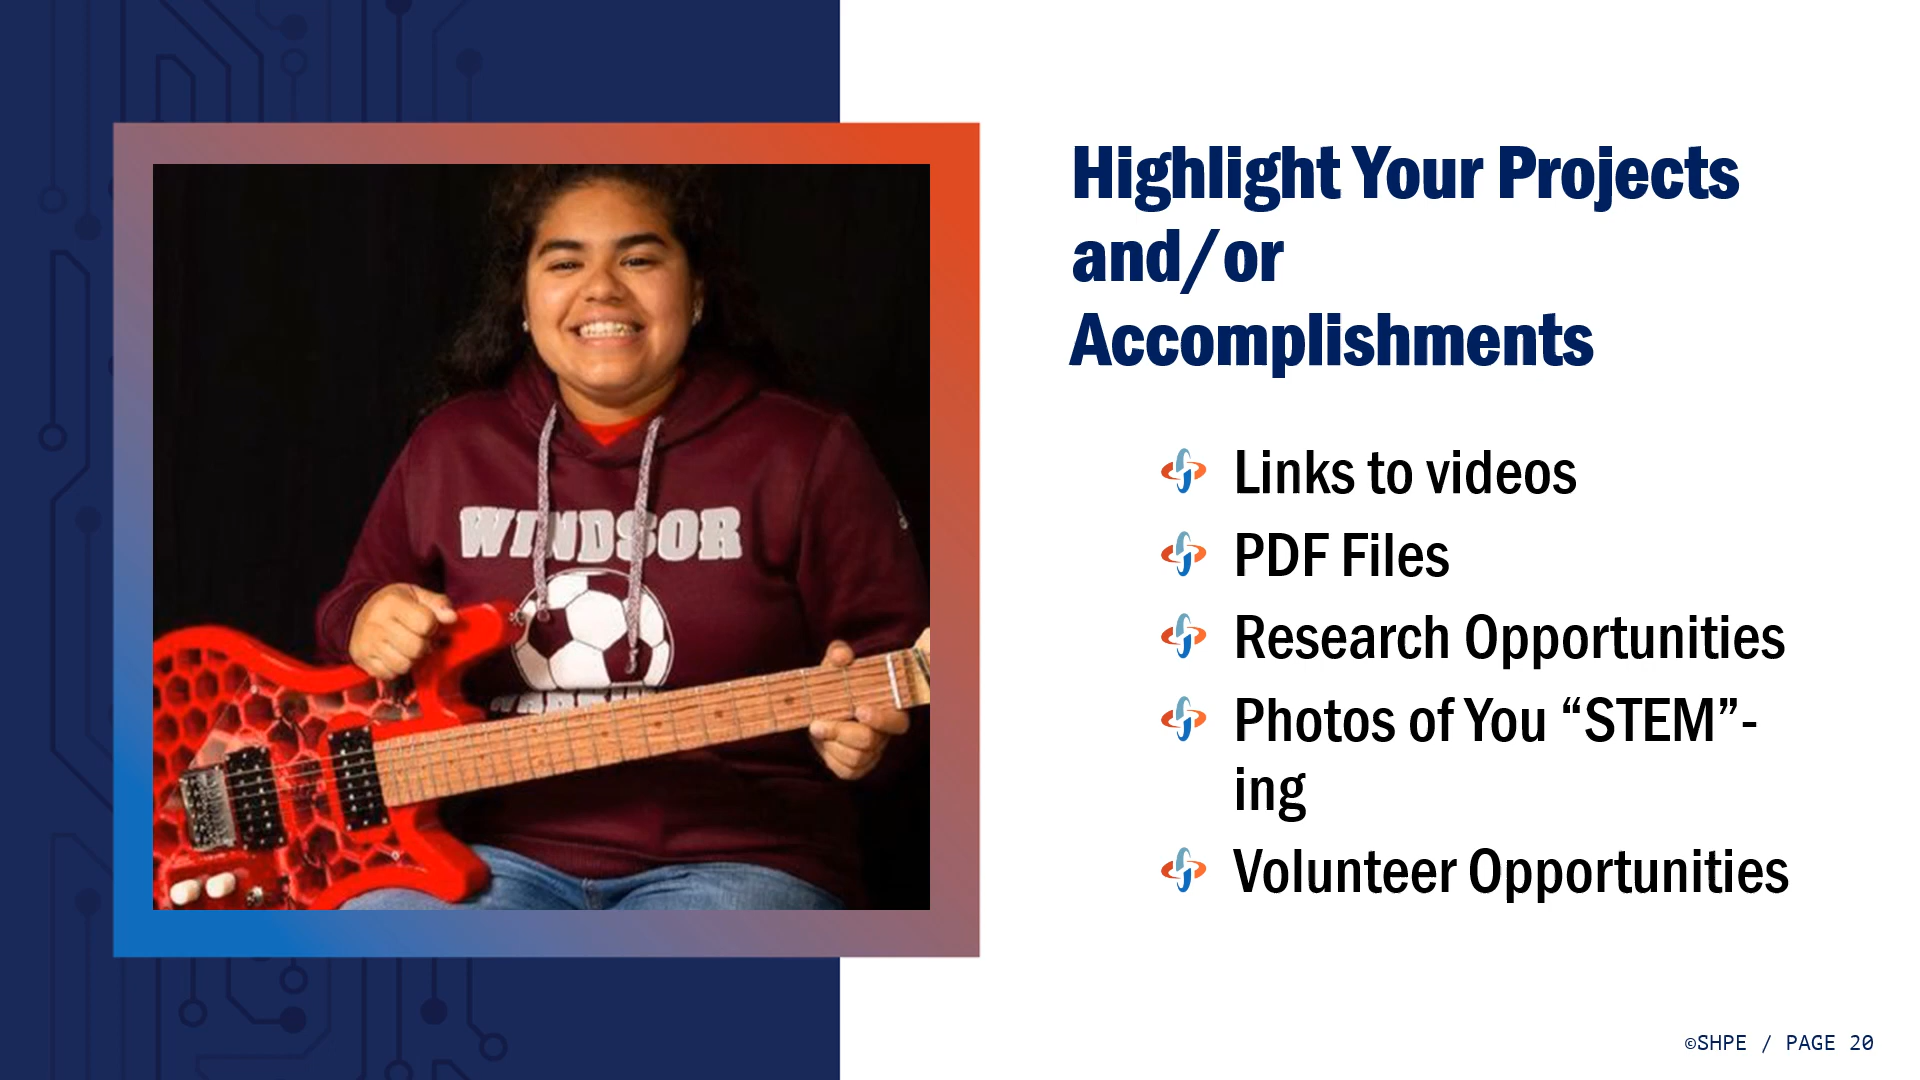 Highlight Your Projects
and/or
Accomplishments
Links to videos
PDF Files
Research Opportunities
Photos of You “STEM”-
ing
Volunteer Opportunities
WINDSOR
©SHPE / PAGE 20